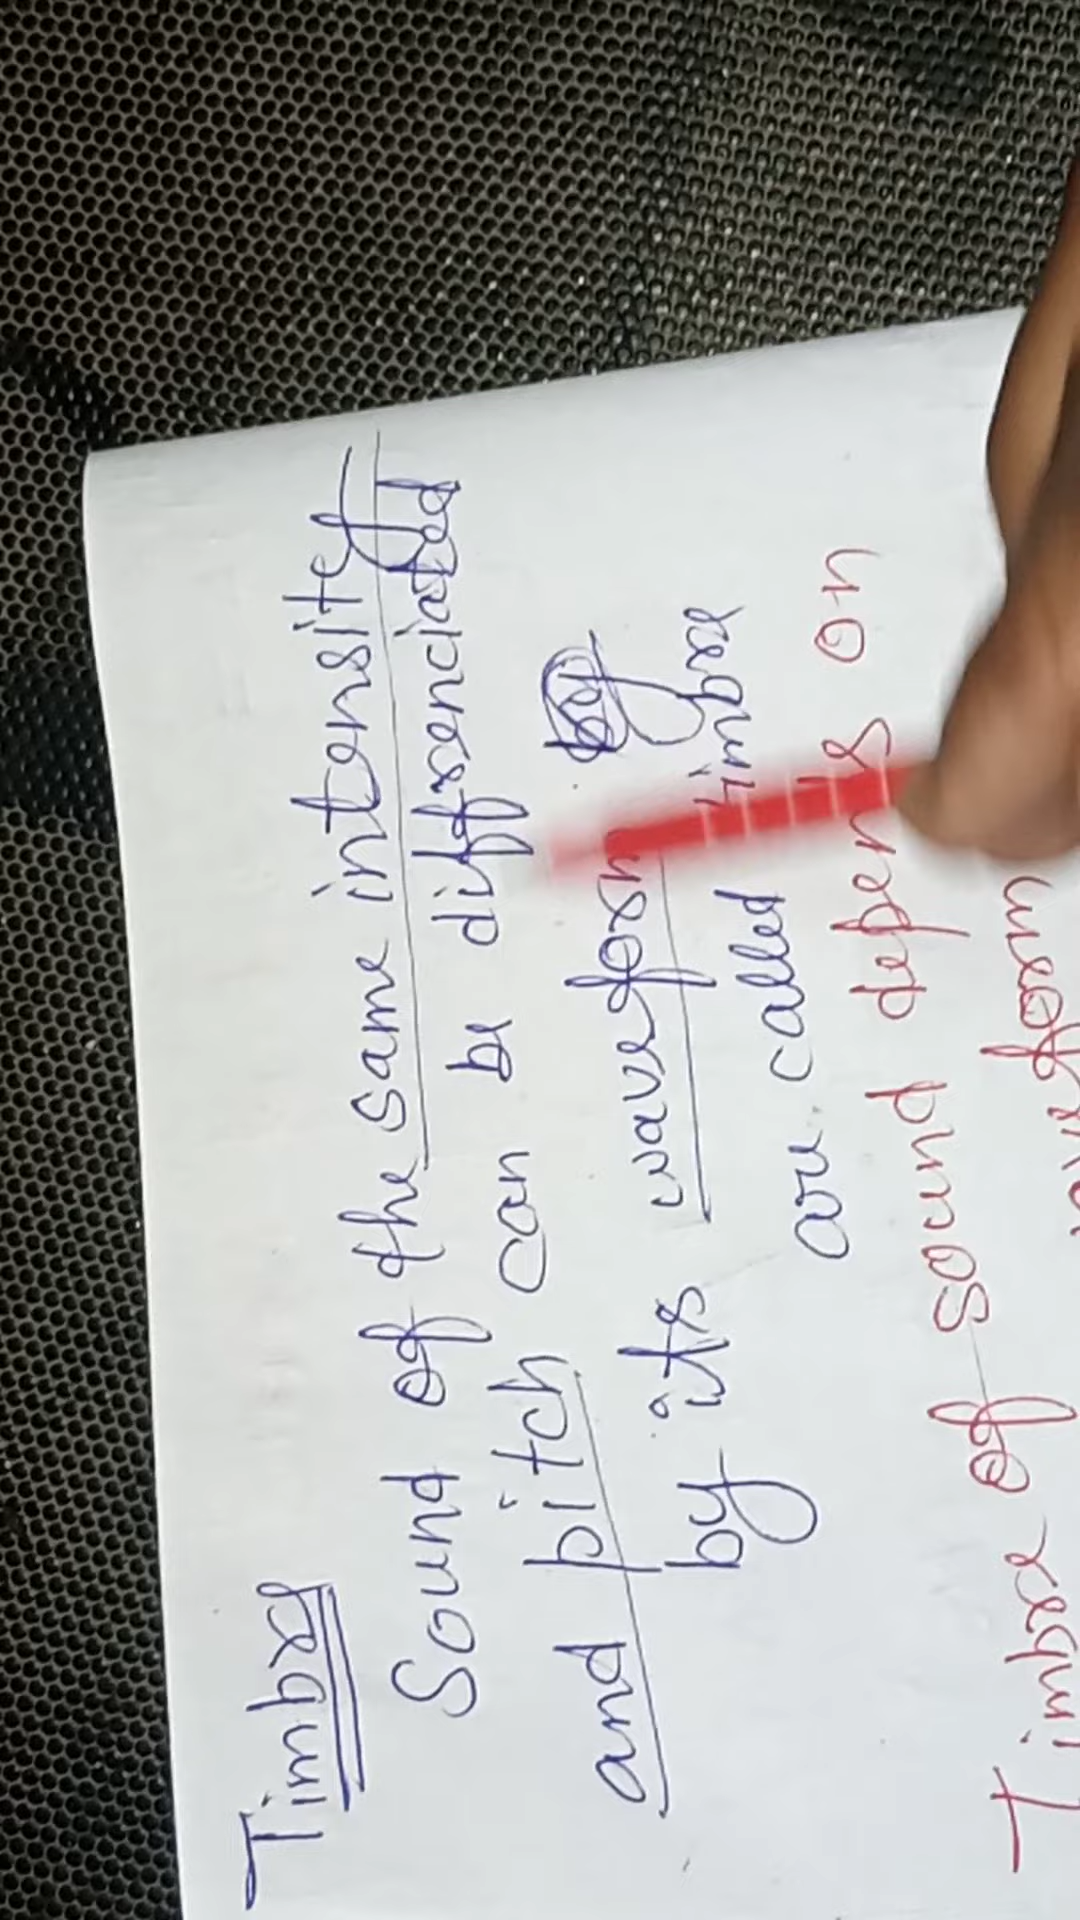 Timbre
Sound of the same intensity
and pitch can be differenciated
by its waveform
are called timbre
Timbre of sound depends on